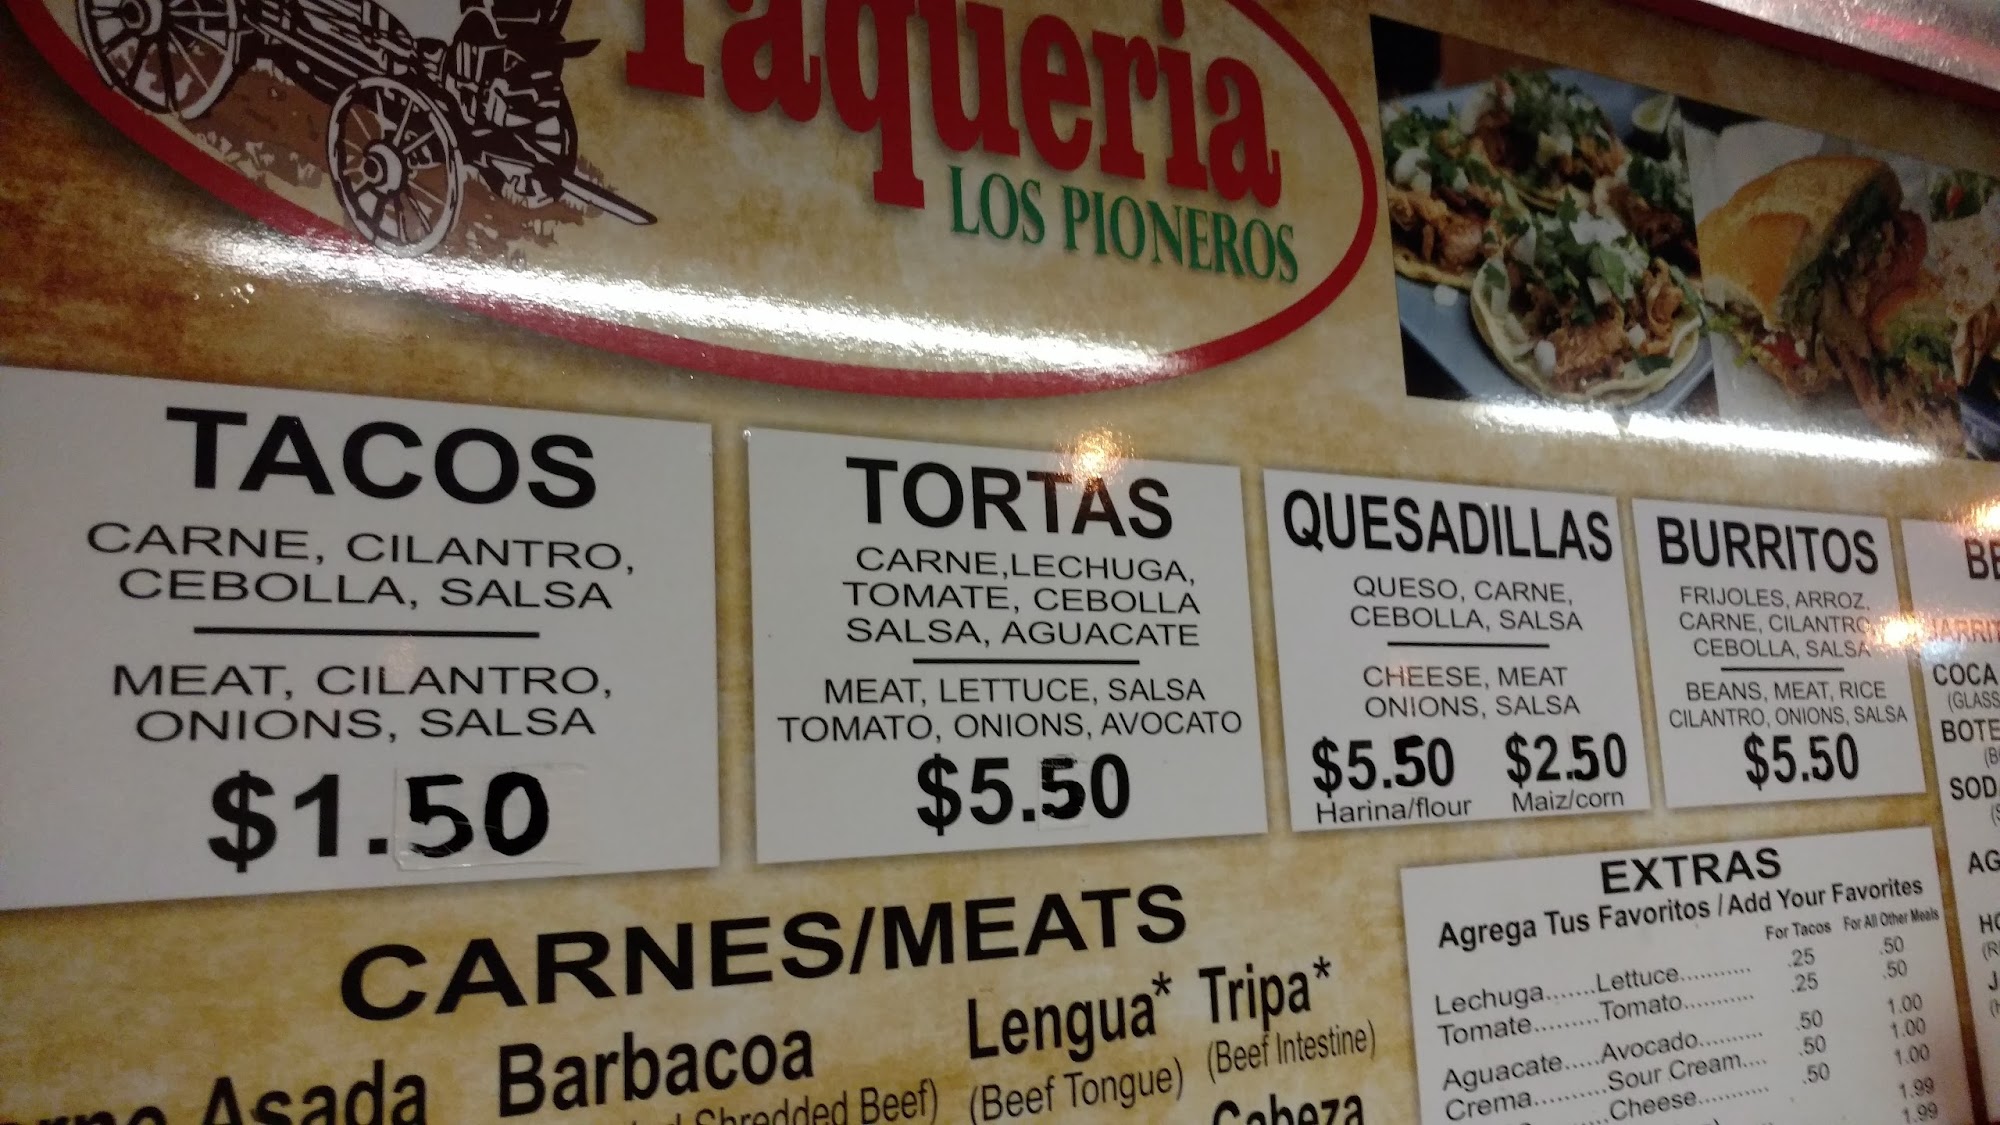 Taqueria
LOS PIONEROS
TACOS
CARNE, CILANTRO,
CEBOLLA, SALSA
MEAT, CILANTRO,
ONIONS, SALSA
$1.50
TORTAS
CARNE,LECHUGA,
TOMATE, CEBOLLA
SALSA, AGUACATE
MEAT, LETTUCE, SALSA
TOMATO, ONIONS, AVOCATO
$5.50
QUESADILLAS
QUESO, CARNE,
CEBOLLA, SALSA
CHEESE, MEAT
ONIONS, SALSA
$5.50 $2.50
Harina/flour Maiz/corn
BURRITOS
FRIJOLES, ARROZ,
CARNE, CILANTRO,
CEBOLLA, SALSA
BEANS, MEAT, RICE
CILANTRO, ONIONS, SALSA
$5.50
COCA
(GLASS
CARNES/MEATS
Asada
Barbacoa
Shredded Beef)
Lengua*
(Beef Tongue)
Tripa*
(Beef Intestine)
Cabeza
EXTRAS
Agrega Tus Favoritos / Add Your Favorites
For Tacos For All Other Meals
Lechuga.......Lettuce........... .25 .50
Tomate.........Tomato........... .25 .50
Aguacate.....Avocado.......... .50 1.00
Crema..........Sour Cream.... .50 1.00
Cheese........... .50 1.00
1.99
1.99